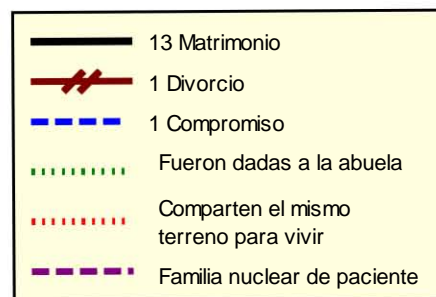 13 Matrimonio
1 Divorcio
1 Compromiso
Fueron dadas a la abuela
Comparten el mismo
terreno para vivir
Familia nuclear de paciente